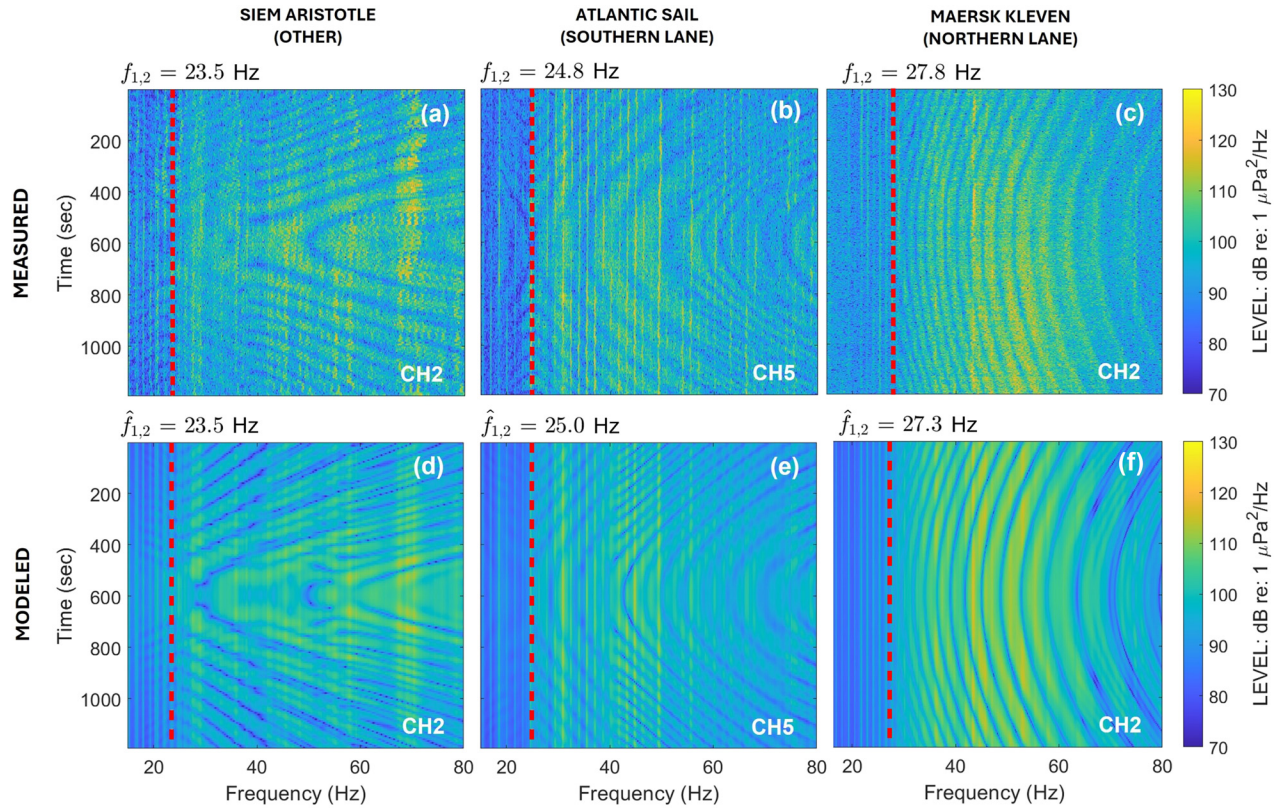 SIEM ARISTOTLE
(OTHER)
ATLANTIC SAIL
(SOUTHERN LANE)
MAERSK KLEVEN
(NORTHERN LANE)
f1,2 = 23.5 Hz
f1,2 = 24.8 Hz
f1,2 = 27.8 Hz
MEASURED
Time (sec)
200
400
600
800
1000
(a)
CH2
(b)
CH5
(c)
CH2
130
120
110
100
90
80
70
LEVEL: dB re: 1 μPa²/Hz
f̂1,2 = 23.5 Hz
f̂1,2 = 25.0 Hz
f̂1,2 = 27.3 Hz
MODELED
Time (sec)
200
400
600
800
1000
(d)
CH2
(e)
CH5
(f)
CH2
130
120
110
100
90
80
70
LEVEL: dB re: 1 μPa²/Hz
20 40 60 80
20 40 60 80
20 40 60 80
Frequency (Hz)
Frequency (Hz)
Frequency (Hz)